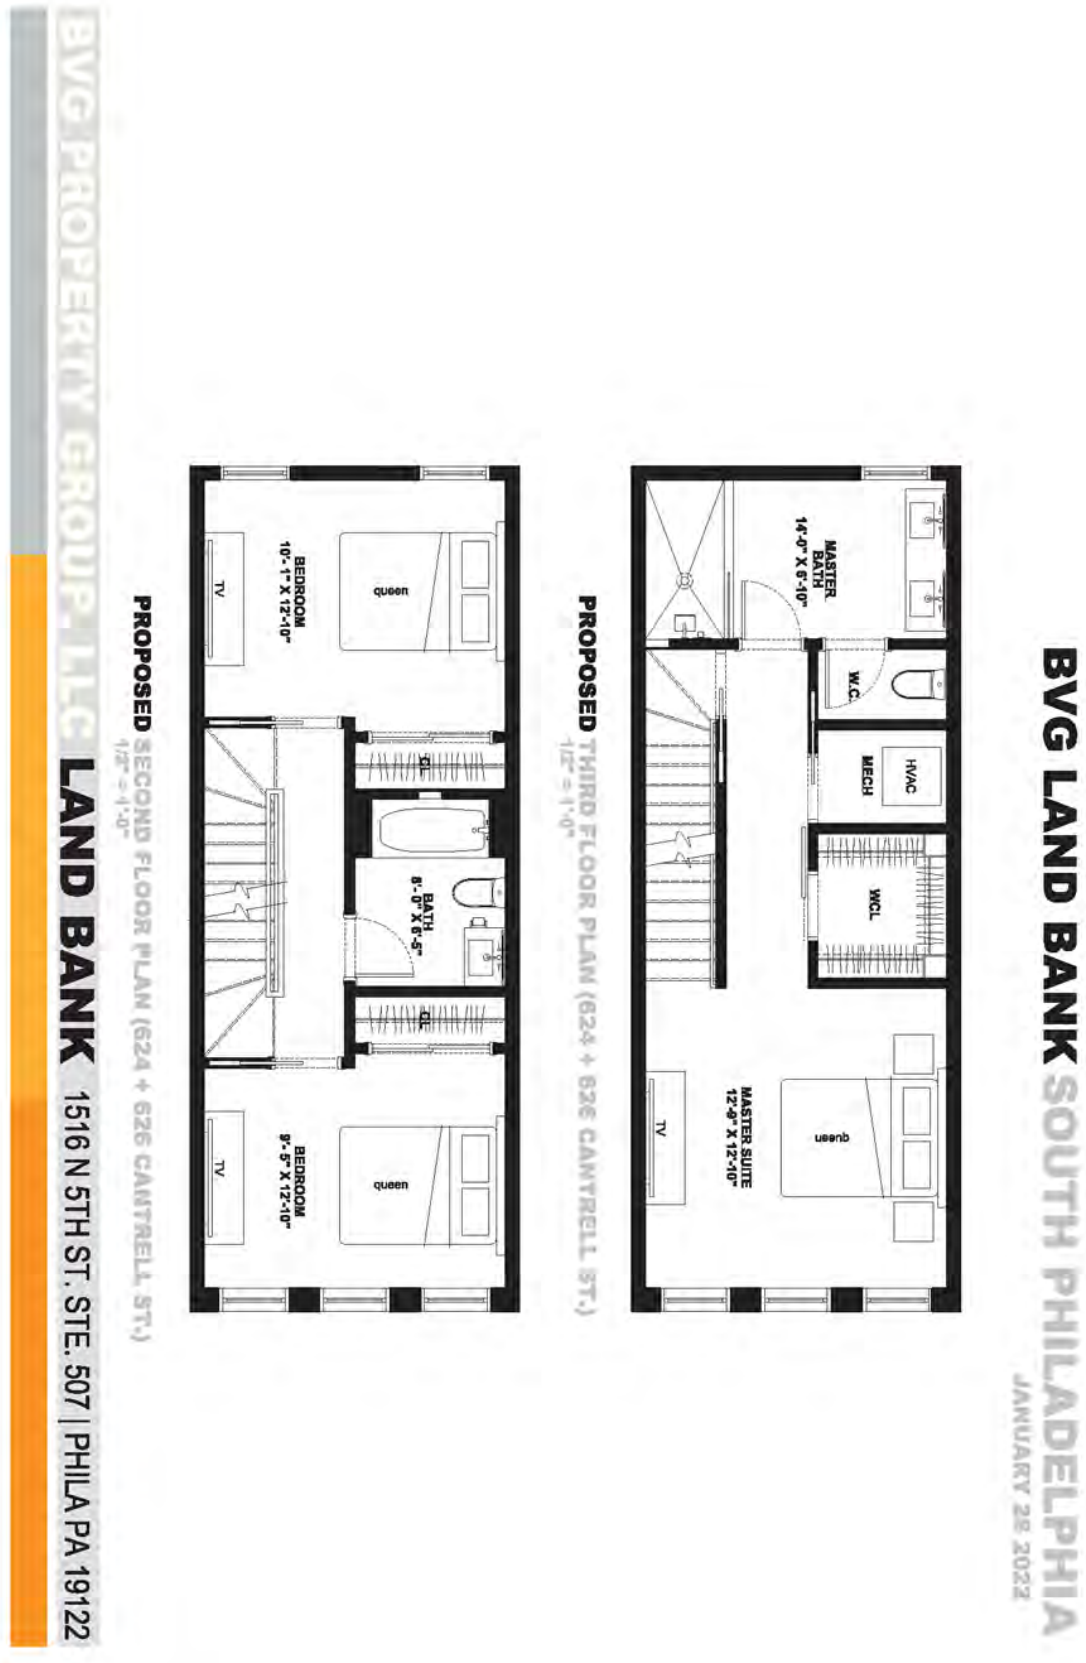 BVG LAND BANK SOUTH PHILADELPHIA
JANUARY 28 2022
MASTER
BATH
14'-0" X 6'-10"
W.C.
HVAC
MECH
WCL
MASTER SUITE
12'-9" X 12'-10"
queen
TV
PROPOSED THIRD FLOOR PLAN (624 + 626 CANTRELL ST.)
1/2" = 1'-0"
BEDROOM
10'-1" X 12'-10"
queen
TV
CL
BATH
8'-0" X 6'-5"
CL
BEDROOM
9'-5" X 12'-10"
queen
TV
PROPOSED SECOND FLOOR PLAN (624 + 626 CANTRELL ST.)
1/2" = 1'-0"
BVG PROPERTY GROUP, LLC LAND BANK 1516 N 5TH ST. STE. 507 | PHILA PA 19122